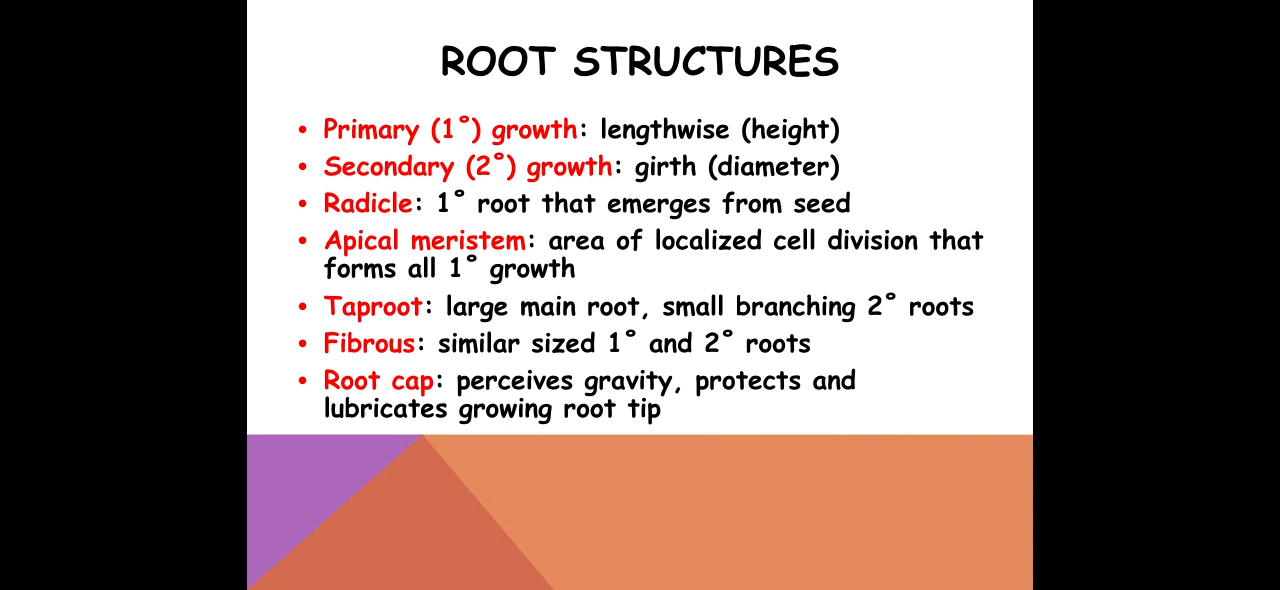 ROOT STRUCTURES
• Primary (1°) growth: lengthwise (height)
• Secondary (2°) growth: girth (diameter)
• Radicle: 1° root that emerges from seed
• Apical meristem: area of localized cell division that
forms all 1° growth
• Taproot: large main root, small branching 2° roots
• Fibrous: similar sized 1° and 2° roots
• Root cap: perceives gravity, protects and
lubricates growing root tip